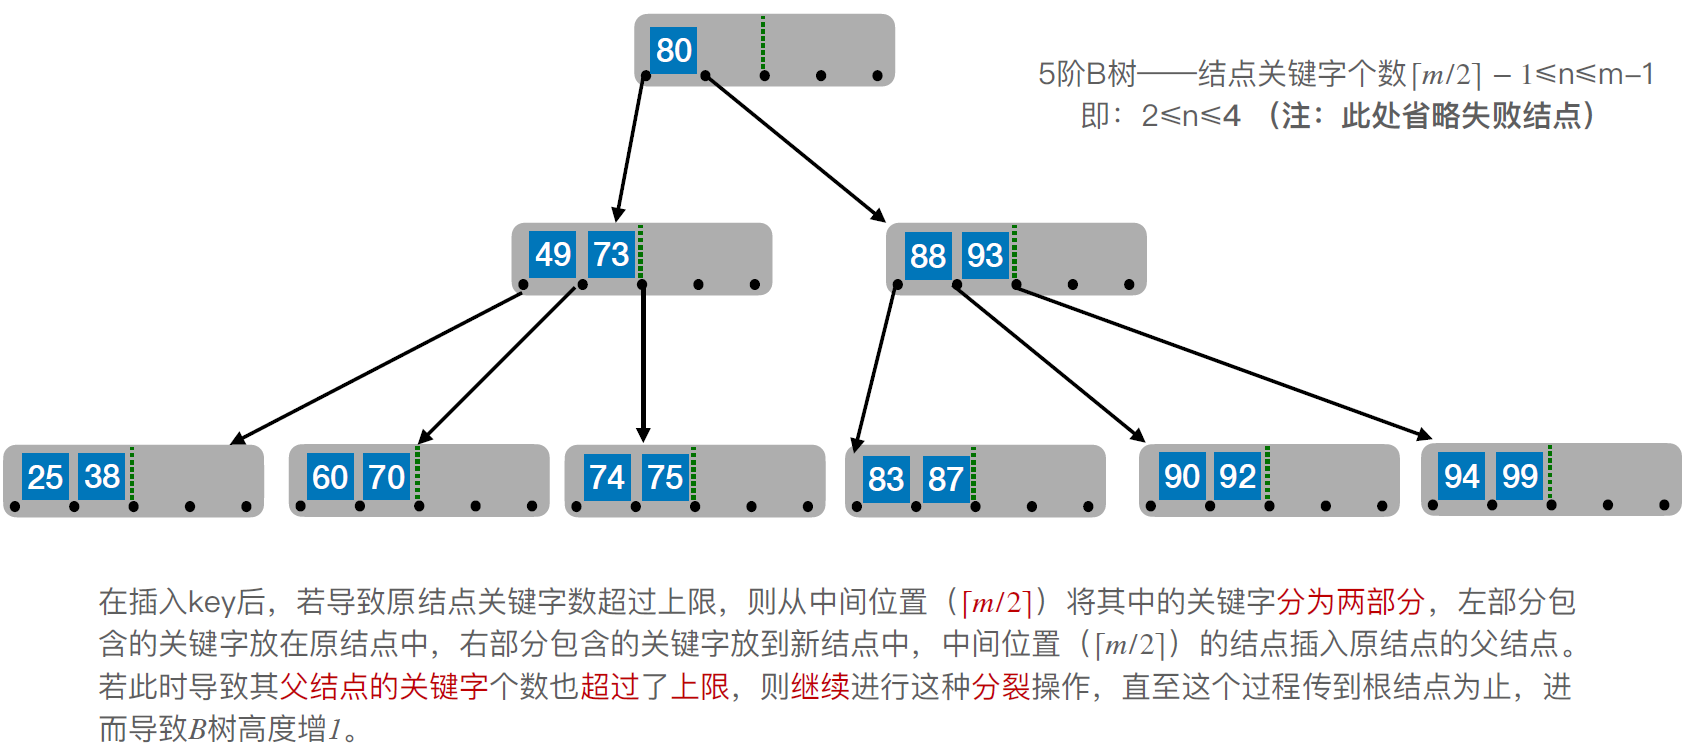 80
5阶B树——结点关键字个数⌈m/2⌉ − 1≤n≤m-1
即：2≤n≤4（注：此处省略失败结点）
49 73
88 93
25 38
60 70
74 75
83 87
90 92
94 99
在插入key后，若导致原结点关键字数超过上限，则从中间位置（⌈m/2⌉）将其中的关键字分为两部分，左部分包
含的关键字放在原结点中，右部分包含的关键字放到新结点中，中间位置（⌈m/2⌉）的结点插入原结点的父结点。
若此时导致其父结点的关键字个数也超过了上限，则继续进行这种分裂操作，直至这个过程传到根结点为止，进
而导致B树高度增1。